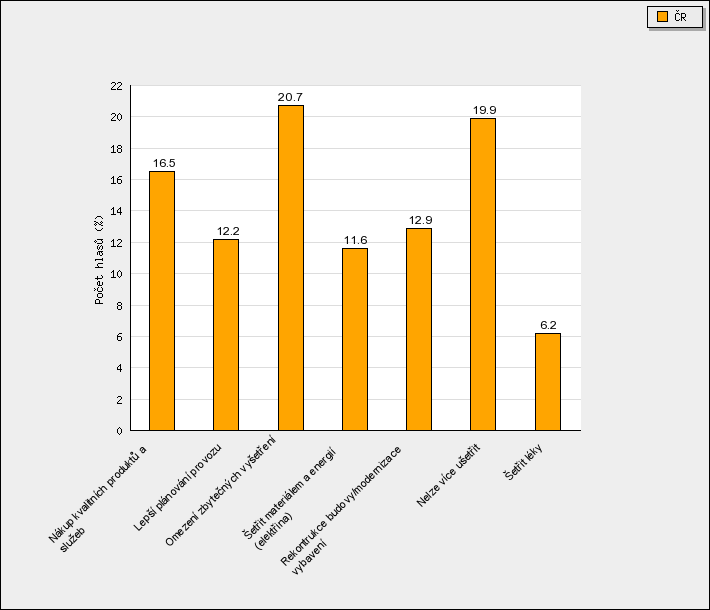 ČR
Počet hlasů (%)
22
20
18
16
14
12
10
8
6
4
2
0
16.5
12.2
20.7
11.6
12.9
19.9
6.2
Nákup kvalitních produktů a
služeb
Lepší plánování provozu
Omezení zbytečných vyšetření
Šetřit materiálem a energií
(elektřina)
Rekontrukce budovy/modernizace
vybavení
Nelze více ušetřit
Šetřit léky